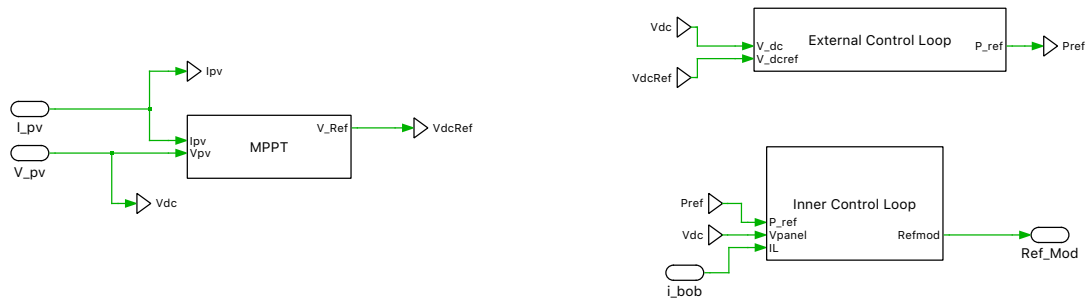 Ipv
I_pv
V_pv
Ipv
Vpv
MPPT
V_Ref
VdcRef
Vdc
Vdc
VdcRef
V_dc
V_dcref
External Control Loop
P_ref
Pref
Pref
Vdc
i_bob
P_ref
Vpanel
IL
Inner Control Loop
Refmod
Ref_Mod